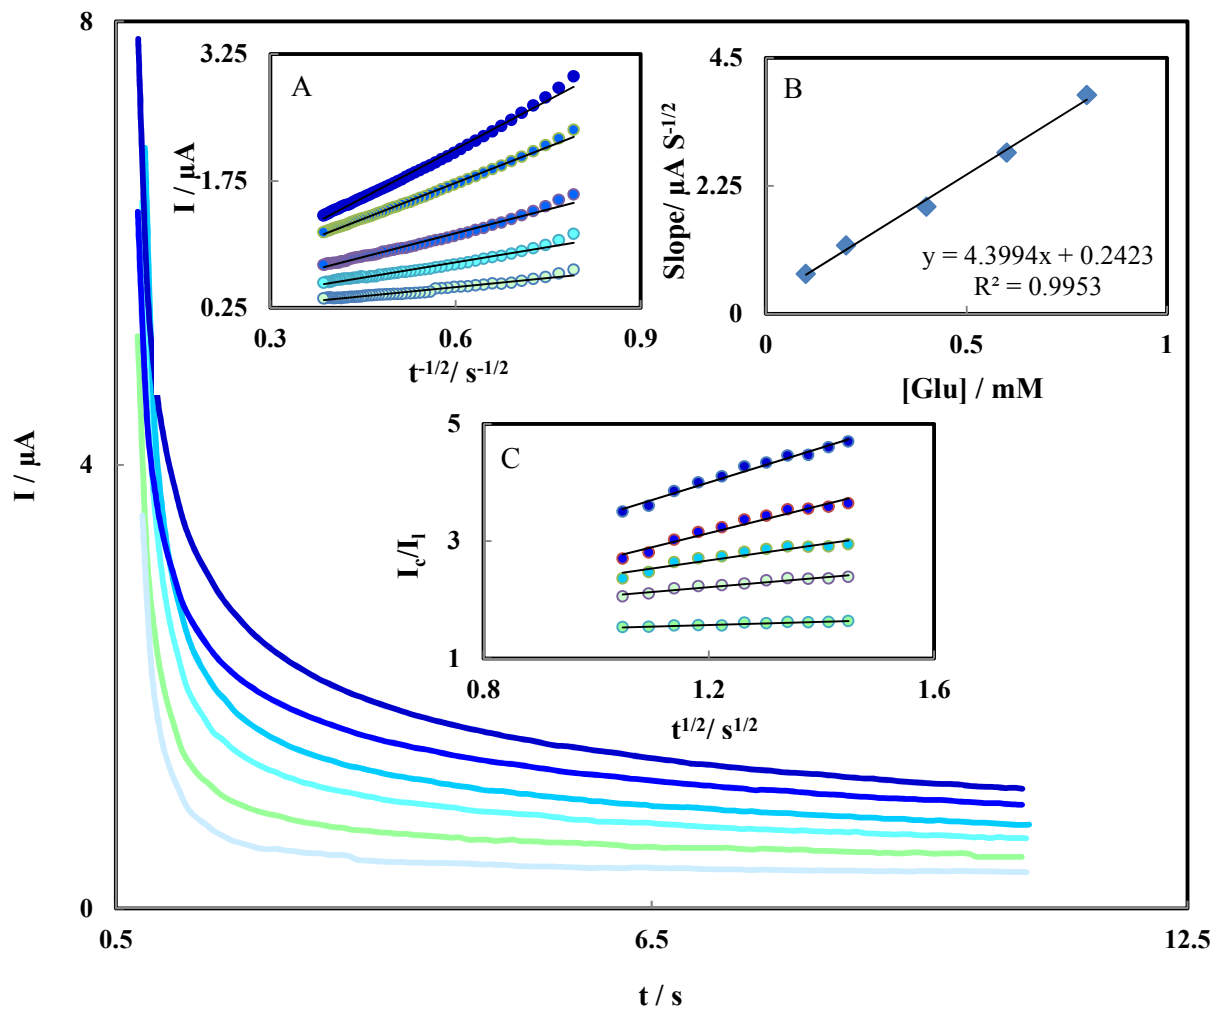 8
4
0
I / µA
0.5
6.5
12.5
t / s
A
3.25
1.75
0.25
I / µA
0.3
0.6
0.9
t-1/2/ s-1/2
B
4.5
2.25
0
Slope/ µA S-1/2
y = 4.3994x + 0.2423
R² = 0.9953
0
0.5
1
[Glu] / mM
C
5
3
1
Ic/Il
0.8
1.2
1.6
t1/2/ s1/2